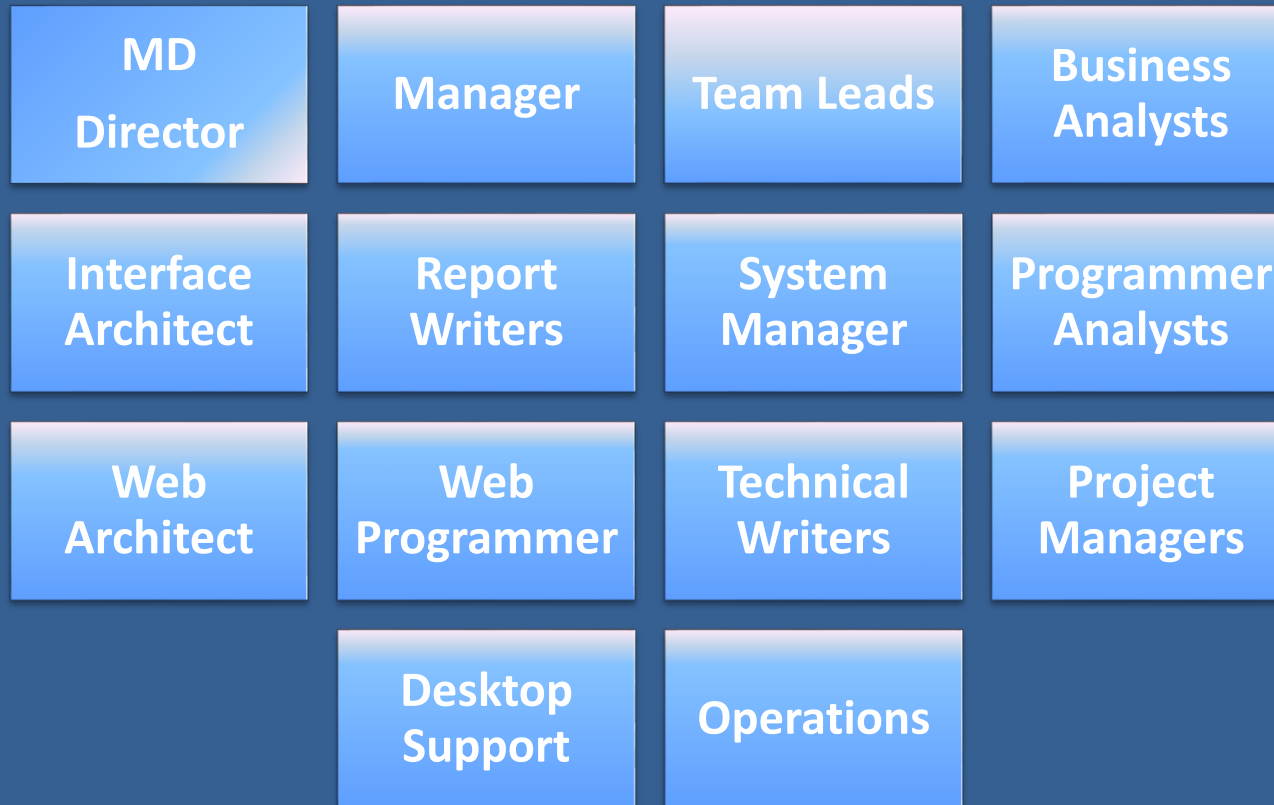 MD
Director
Manager
Team Leads
Business
Analysts
Interface
Architect
Report
Writers
System
Manager
Programmer
Analysts
Web
Architect
Web
Programmer
Technical
Writers
Project
Managers
Desktop
Support
Operations